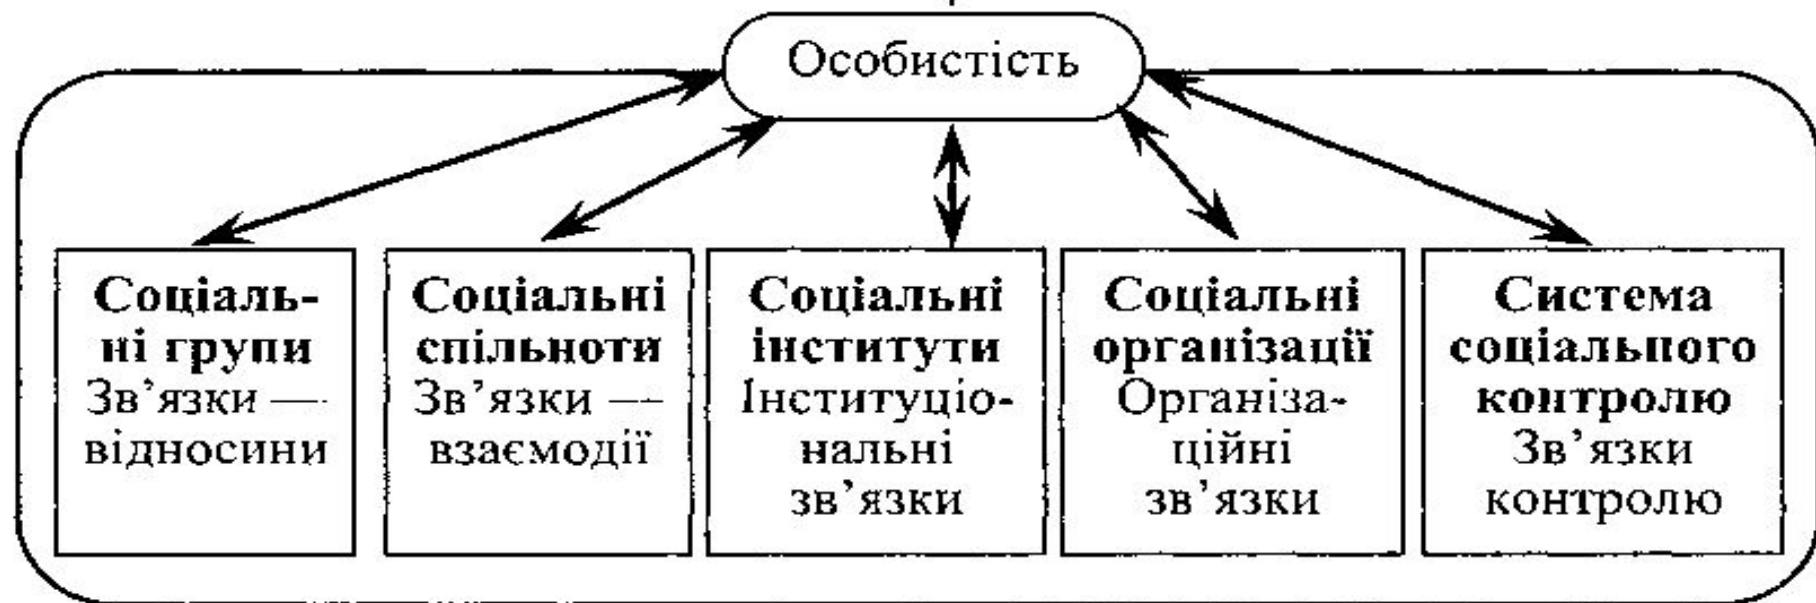 Особистість
Соціаль-
ні групи
Зв’язки —
відносини
Соціальні
спільноти
Зв’язки —
взаємодії
Соціальні
інститути
Інституціо-
нальні
зв’язки
Соціальні
організації
Організа-
ційні
зв’язки
Система
соціального
контролю
Зв’язки
контролю